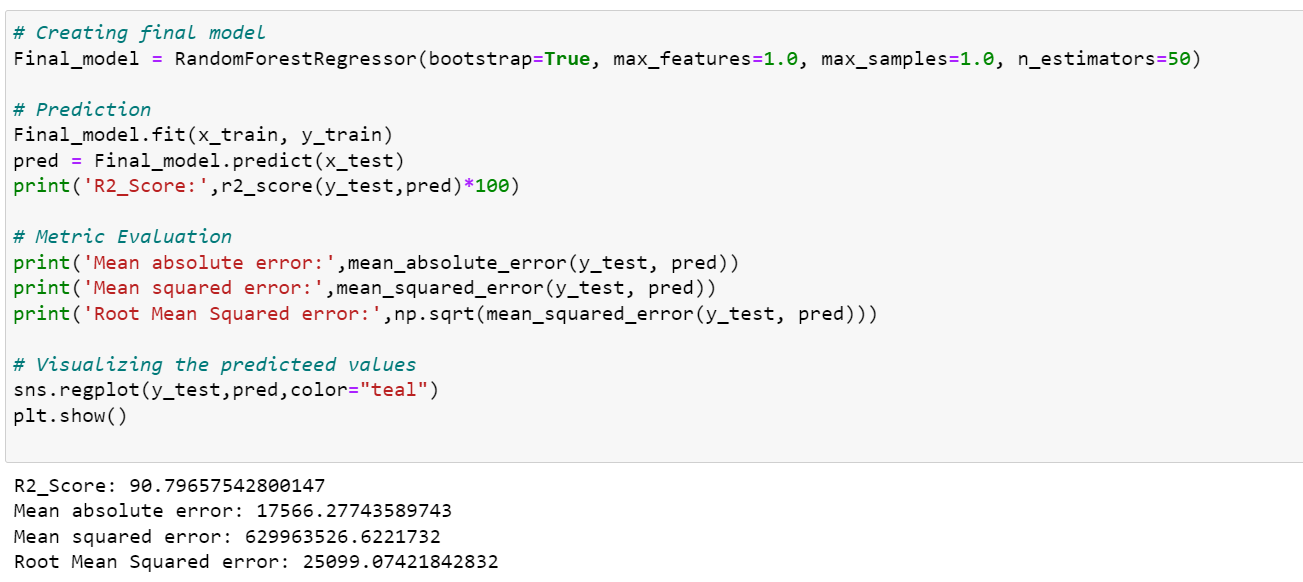 # Creating final model
Final_model = RandomForestRegressor(bootstrap=True, max_features=1.0, max_samples=1.0, n_estimators=50)
# Prediction
Final_model.fit(x_train, y_train)
pred = Final_model.predict(x_test)
print('R2_Score:',r2_score(y_test,pred)*100)
# Metric Evaluation
print('Mean absolute error:',mean_absolute_error(y_test, pred))
print('Mean squared error:',mean_squared_error(y_test, pred))
print('Root Mean Squared error:',np.sqrt(mean_squared_error(y_test, pred)))
# Visualizing the predicteed values
sns.regplot(y_test,pred,color="teal")
plt.show()
R2_Score: 90.79657542800147
Mean absolute error: 17566.27743589743
Mean squared error: 629963526.6221732
Root Mean Squared error: 25099.07421842832